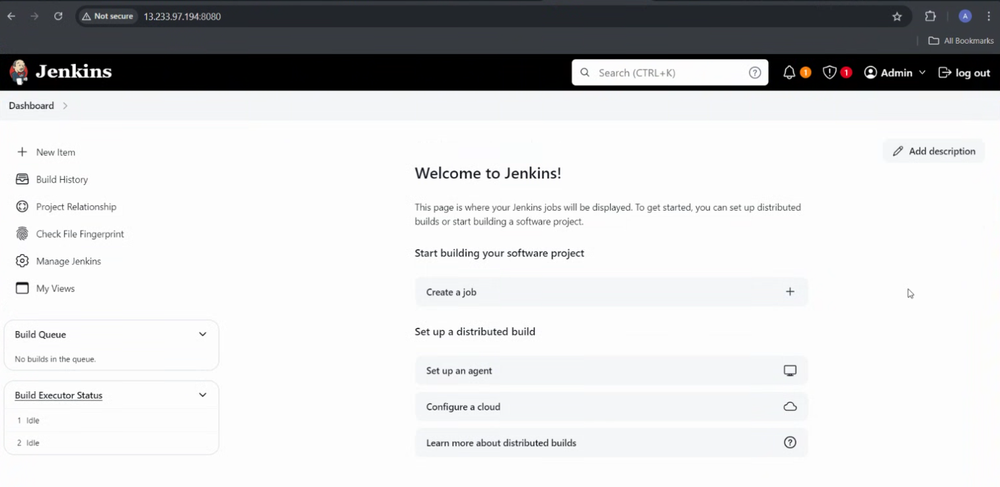 Not secure 13.233.97.194:8080
A
All Bookmarks
Jenkins
Search (CTRL+K)
1
1
Admin
log out
Dashboard
New Item
Build History
Project Relationship
Check File Fingerprint
Manage Jenkins
My Views
Build Queue
No builds in the queue.
Build Executor Status
1 Idle
2 Idle
Add description
Welcome to Jenkins!
This page is where your Jenkins jobs will be displayed. To get started, you can set up distributed
builds or start building a software project.
Start building your software project
Create a job
Set up a distributed build
Set up an agent
Configure a cloud
Learn more about distributed builds